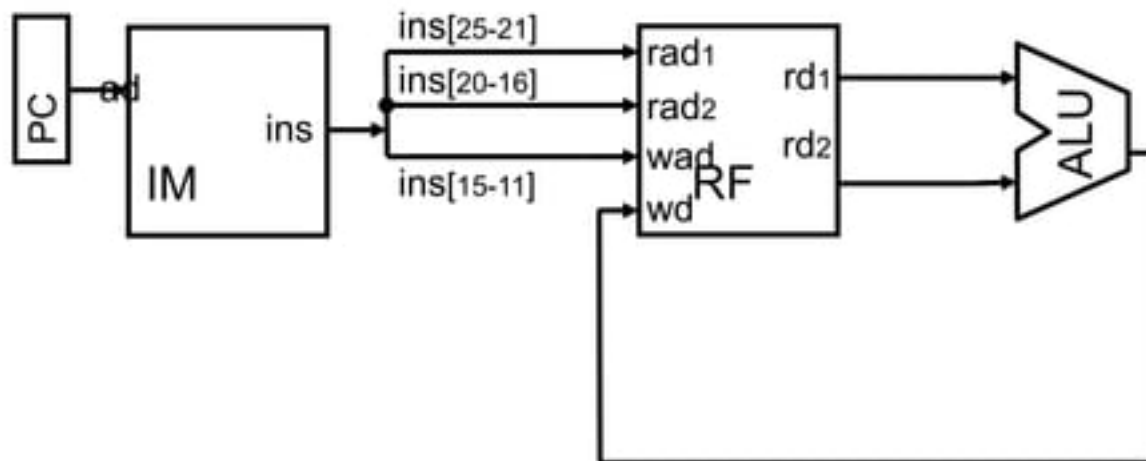 PC
ad
ins
IM
ins[25-21]
ins[20-16]
ins[15-11]
rad1
rad2
wad
wd
RF
rd1
rd2
ALU